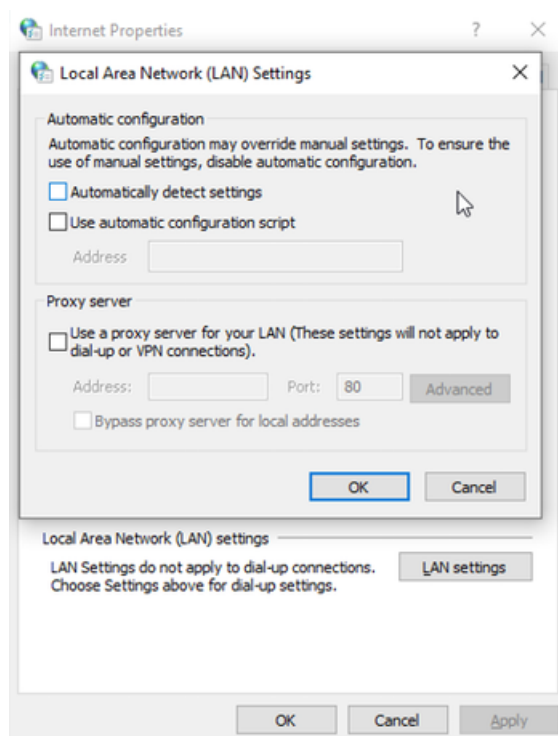 Internet Properties
Local Area Network (LAN) Settings
Automatic configuration
Automatic configuration may override manual settings. To ensure the
use of manual settings, disable automatic configuration.
Automatically detect settings
Use automatic configuration script
Address
Proxy server
Use a proxy server for your LAN (These settings will not apply to
dial-up or VPN connections).
Address:
Port: 80
Advanced
Bypass proxy server for local addresses
OK
Cancel
Local Area Network (LAN) settings
LAN Settings do not apply to dial-up connections.
Choose Settings above for dial-up settings.
LAN settings
OK
Cancel
Apply